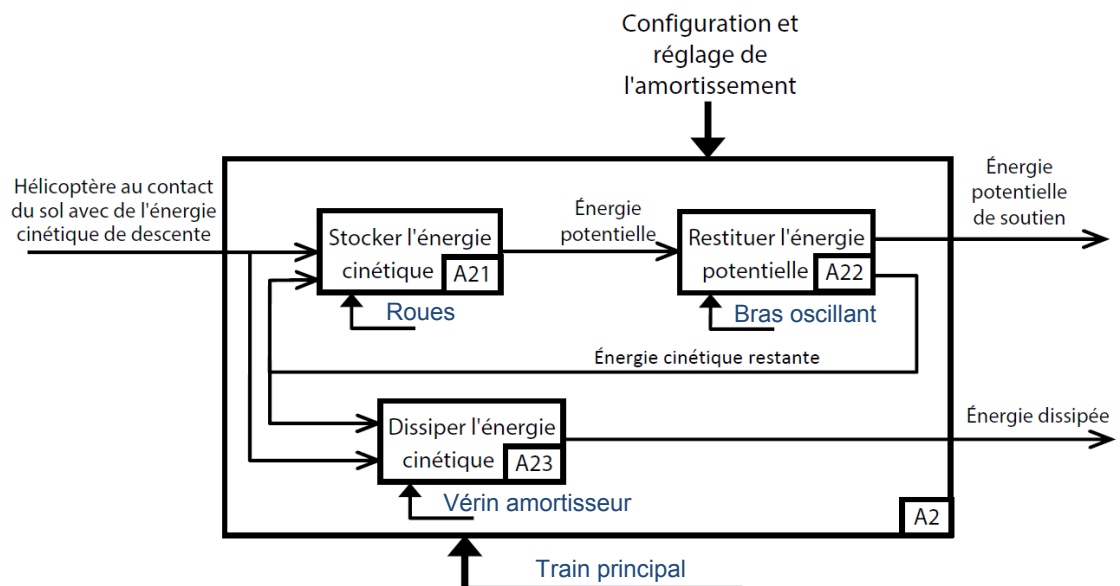 Configuration et
réglage de
l'amortissement
Hélicoptère au contact
du sol avec de l'énergie
cinétique de descente
Stocker l'énergie
cinétique
A21
Roues
Énergie
potentielle
Restituer l'énergie
potentielle
A22
Bras oscillant
Énergie
potentielle
de soutien
Énergie cinétique restante
Dissiper l'énergie
cinétique
A23
Vérin amortisseur
Énergie dissipée
A2
Train principal